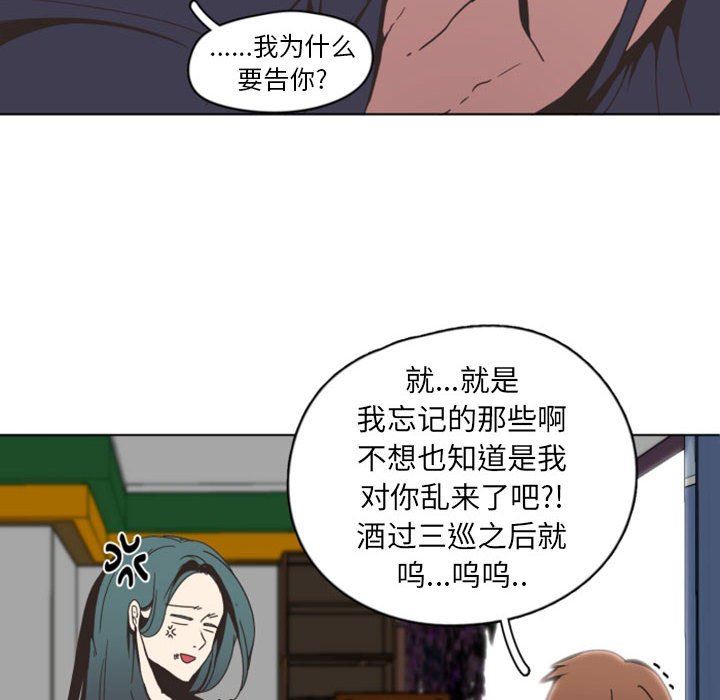 ……我为什么
要告你?
就…就是
我忘记的那些啊
不想也知道是我
对你乱来了吧?!
酒过三巡之后就
呜…呜呜..